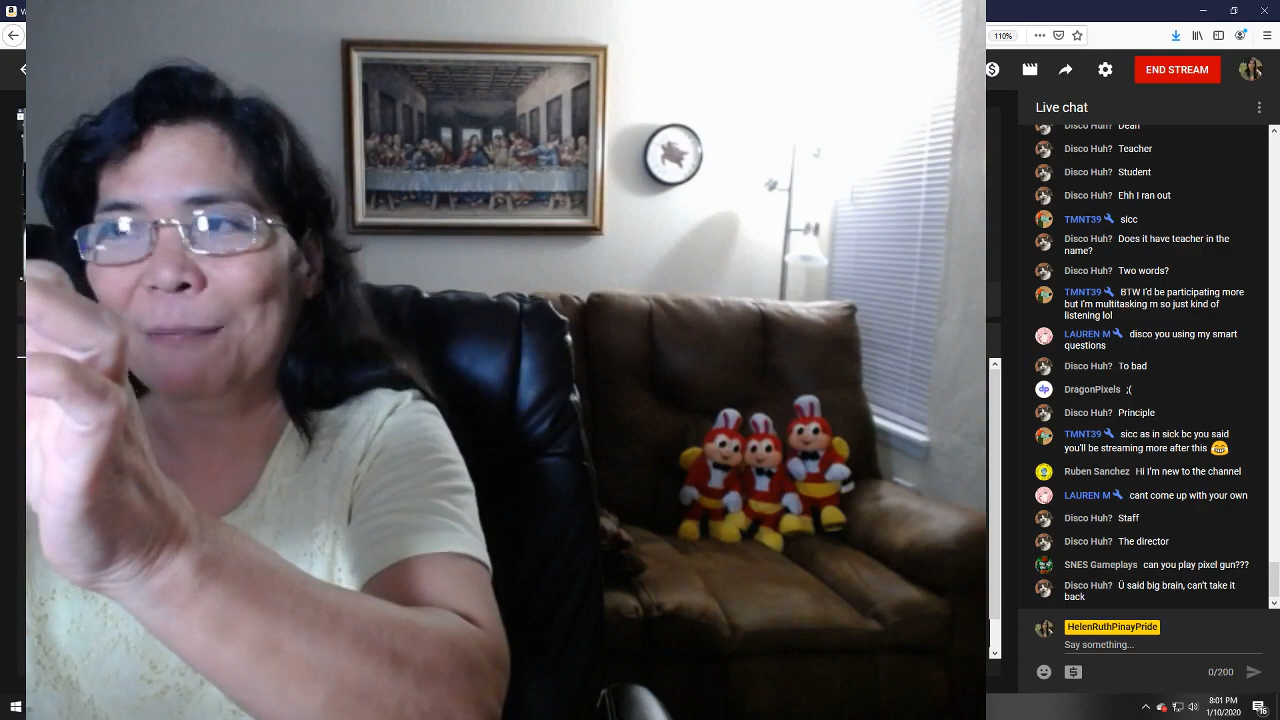 110%
END STREAM
Live chat
Disco Huh? Dean
Disco Huh? Teacher
Disco Huh? Student
Disco Huh? Ehh I ran out
TMNT39 sicc
Disco Huh? Does it have teacher in the
name?
Disco Huh? Two words?
TMNT39 BTW I'd be participating more
but I'm multitasking m so just kind of
listening lol
LAUREN M disco you using my smart
questions
Disco Huh? To bad
dp DragonPixels ;(
Disco Huh? Principle
TMNT39 sicc as in sick bc you said
you'll be streaming more after this 😂
Ruben Sanchez Hi I'm new to the channel
LAUREN M cant come up with your own
Disco Huh? Staff
Disco Huh? The director
SNES Gameplays can you play pixel gun???
Disco Huh? Ü said big brain, can't take it
back
HelenRuthPinayPride
Say something...
0/200
8:01 PM
1/10/2020